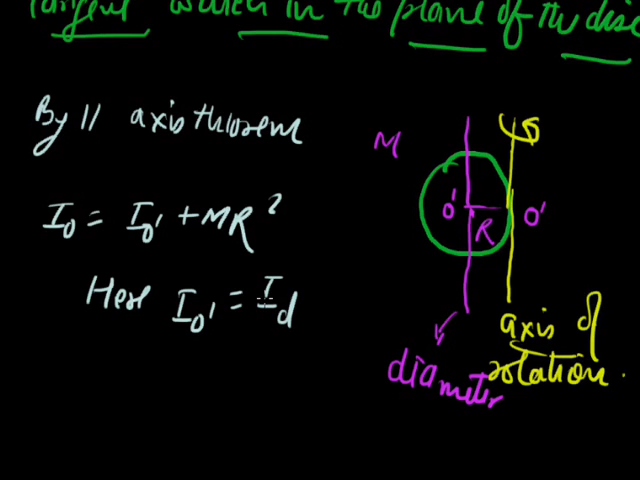 tangent which in the plane of the disc
By || axis theorem
I₀ = I₀' + MR²
Here I₀' = I_d
M
O' O'
R
axis of
rotation.
diameter